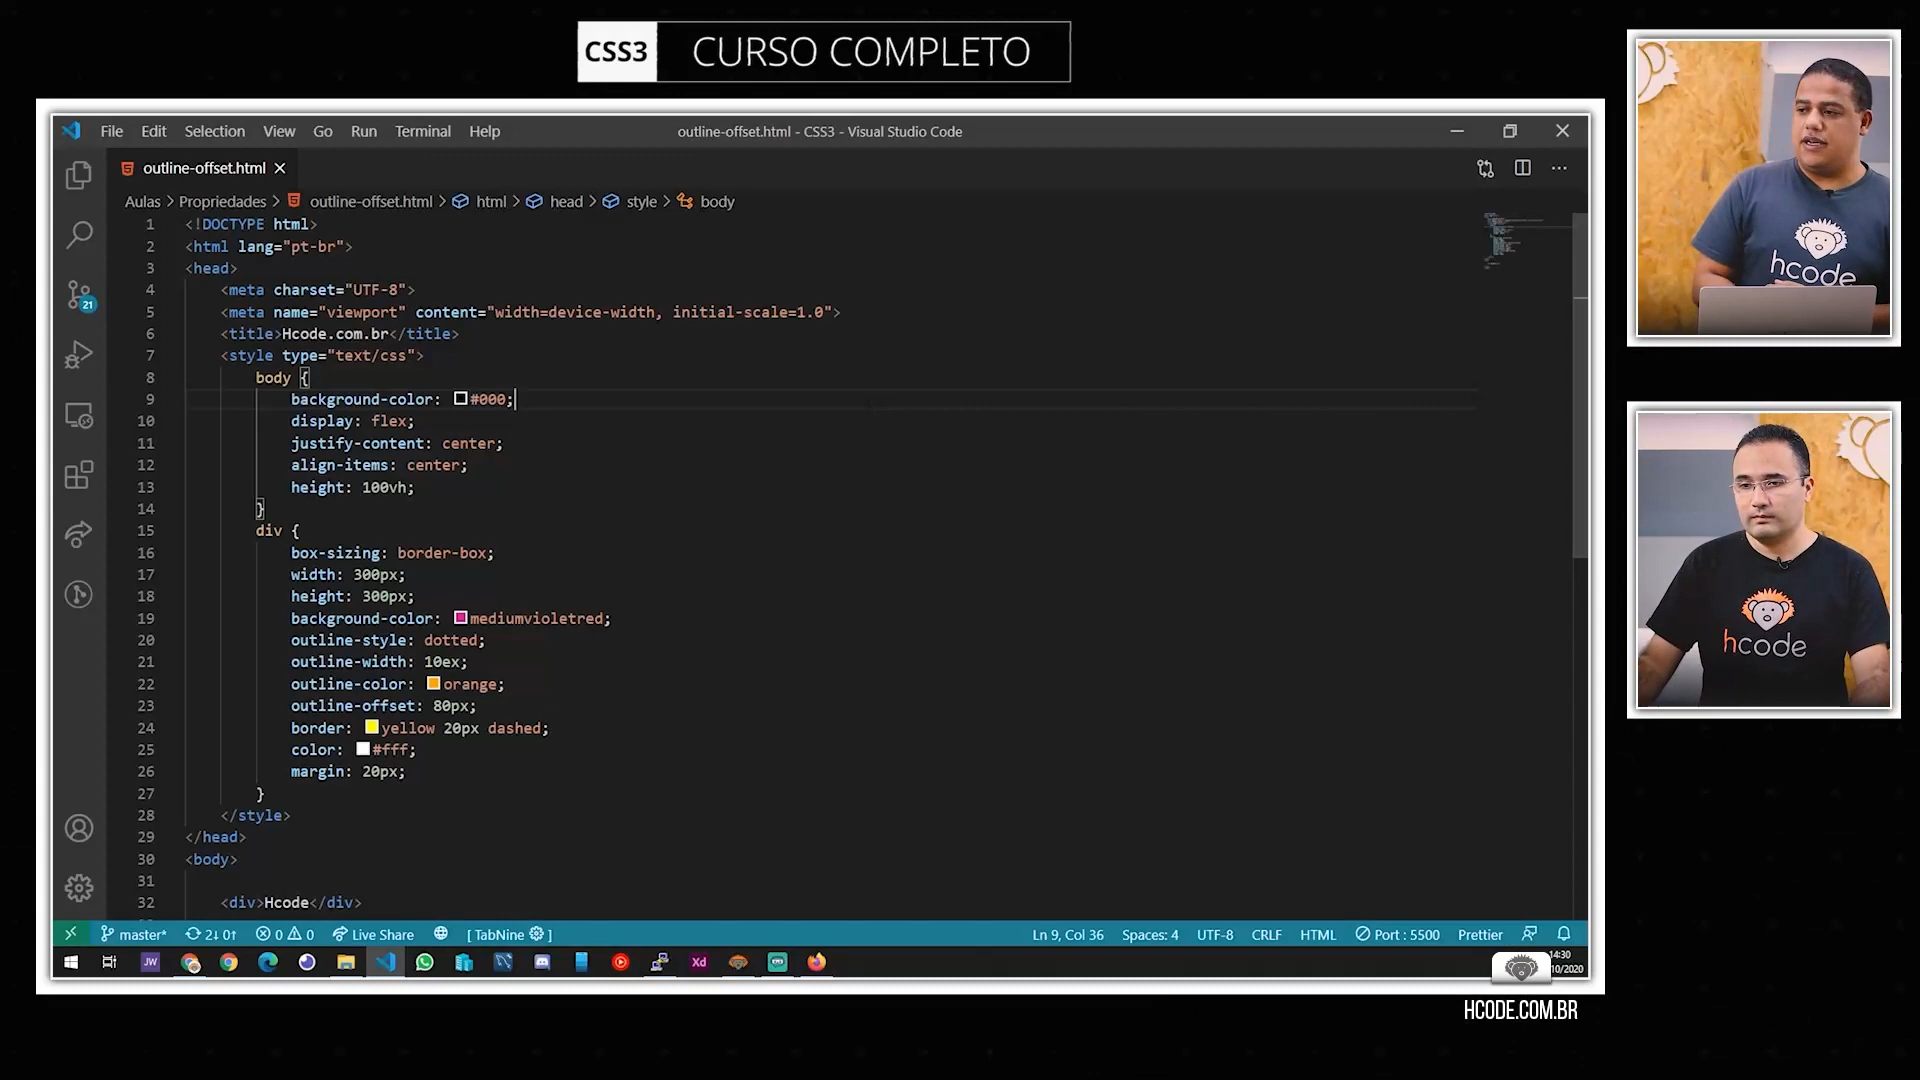 CSS3 CURSO COMPLETO
File Edit Selection View Go Run Terminal Help outline-offset.html - CSS3 - Visual Studio Code
outline-offset.html
Aulas > Propriedades > outline-offset.html > html > head > style > body
1 <!DOCTYPE html>
2 <html lang="pt-br">
3 <head>
4 <meta charset="UTF-8">
5 <meta name="viewport" content="width=device-width, initial-scale=1.0">
6 <title>Hcode.com.br</title>
7 <style type="text/css">
8 body {
9 background-color: #000;
10 display: flex;
11 justify-content: center;
12 align-items: center;
13 height: 100vh;
14 }
15 div {
16 box-sizing: border-box;
17 width: 300px;
18 height: 300px;
19 background-color: mediumvioletred;
20 outline-style: dotted;
21 outline-width: 10ex;
22 outline-color: orange;
23 outline-offset: 80px;
24 border: yellow 20px dashed;
25 color: #fff;
26 margin: 20px;
27 }
28 </style>
29 </head>
30 <body>
31
32 <div>Hcode</div>
21
master* 2↓ 0↑ 0 0 Live Share [ TabNine ] Ln 9, Col 36 Spaces: 4 UTF-8 CRLF HTML Port : 5500 Prettier
JW Xd 14:30
10/2020
HCODE.COM.BR
hcode
hcode